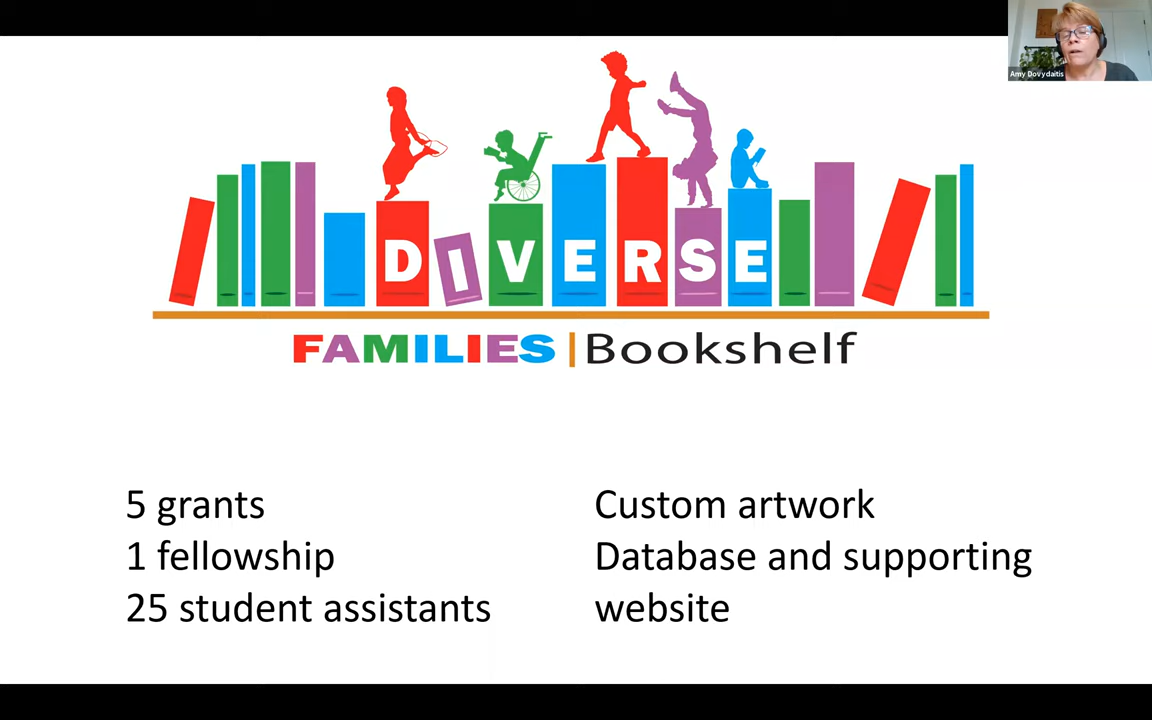 Amy Dovydaitis
DIVERSE
FAMILIES | Bookshelf
5 grants
1 fellowship
25 student assistants
Custom artwork
Database and supporting
website